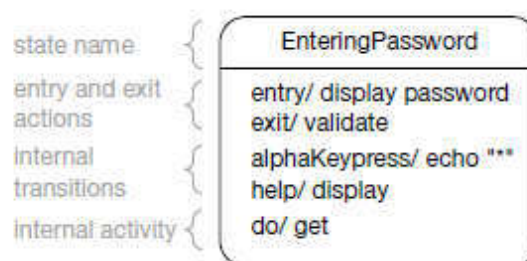 state name
EnteringPassword
entry and exit
actions
entry/ display password
exit/ validate
internal
transitions
alphaKeypress/ echo "*"
help/ display
internal activity
do/ get